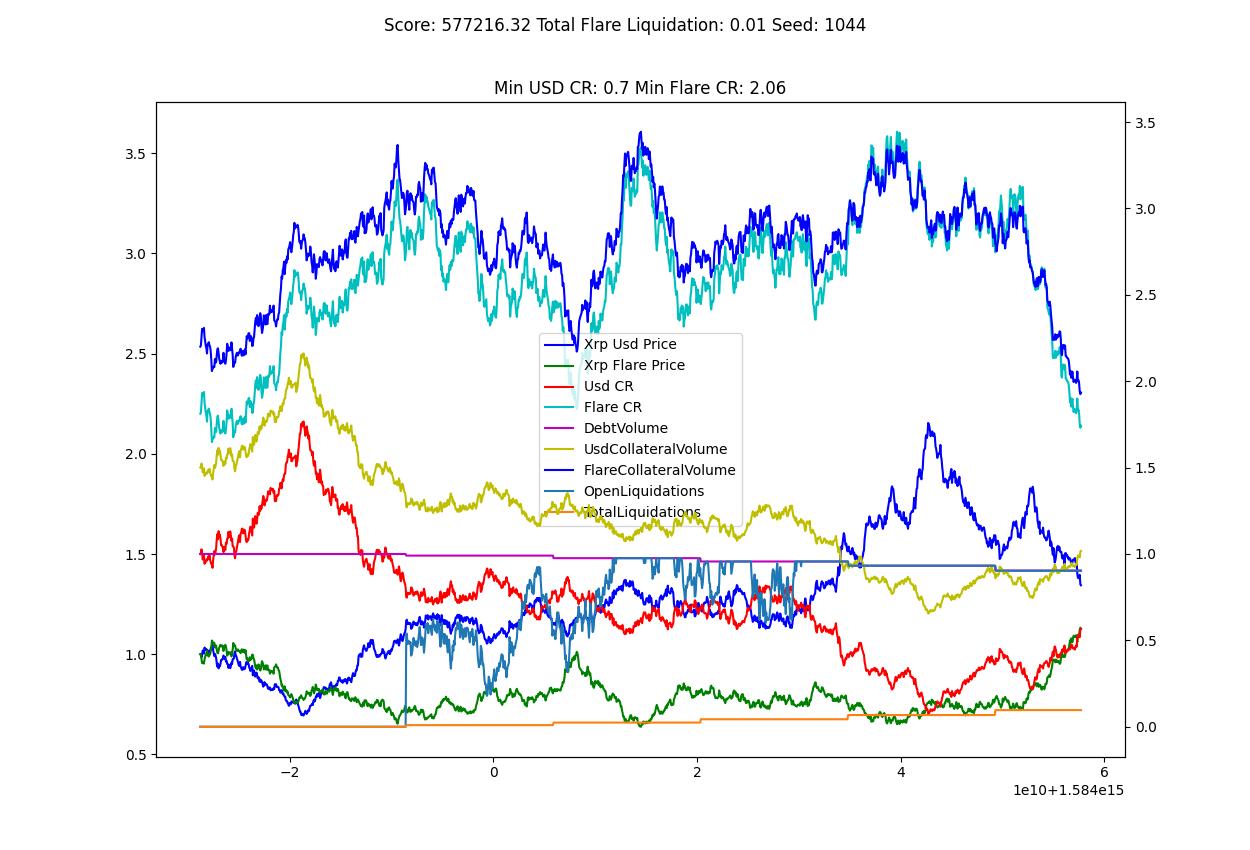 Score: 577216.32 Total Flare Liquidation: 0.01 Seed: 1044
Min USD CR: 0.7 Min Flare CR: 2.06
3.5
3.0
2.5
2.0
1.5
1.0
0.5
3.5
3.0
2.5
2.0
1.5
1.0
0.5
0.0
Xrp Usd Price
Xrp Flare Price
Usd CR
Flare CR
DebtVolume
UsdCollateralVolume
FlareCollateralVolume
OpenLiquidations
TotalLiquidations
−2 0 2 4 6
1e10+1.584e15